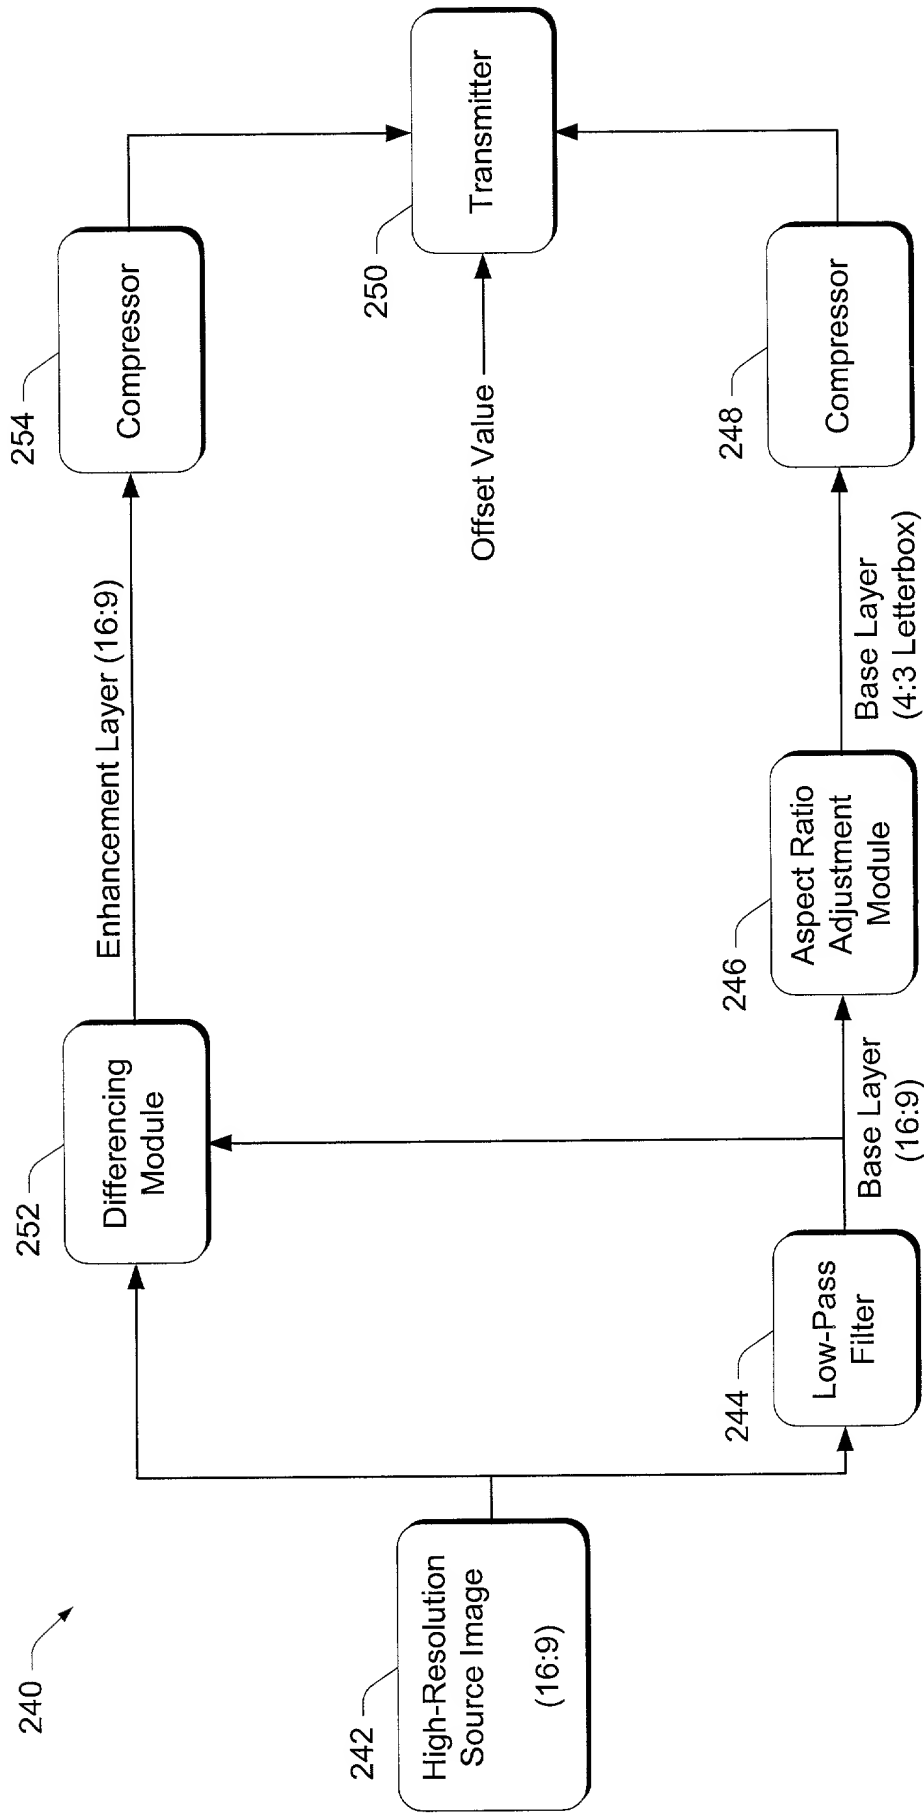 240
242
High-Resolution
Source Image
(16:9)
252
Differencing
Module
Enhancement Layer (16:9)
254
Compressor
244
Low-Pass
Filter
Base Layer
(16:9)
246
Aspect Ratio
Adjustment
Module
Base Layer
(4:3 Letterbox)
248
Compressor
Offset Value
250
Transmitter